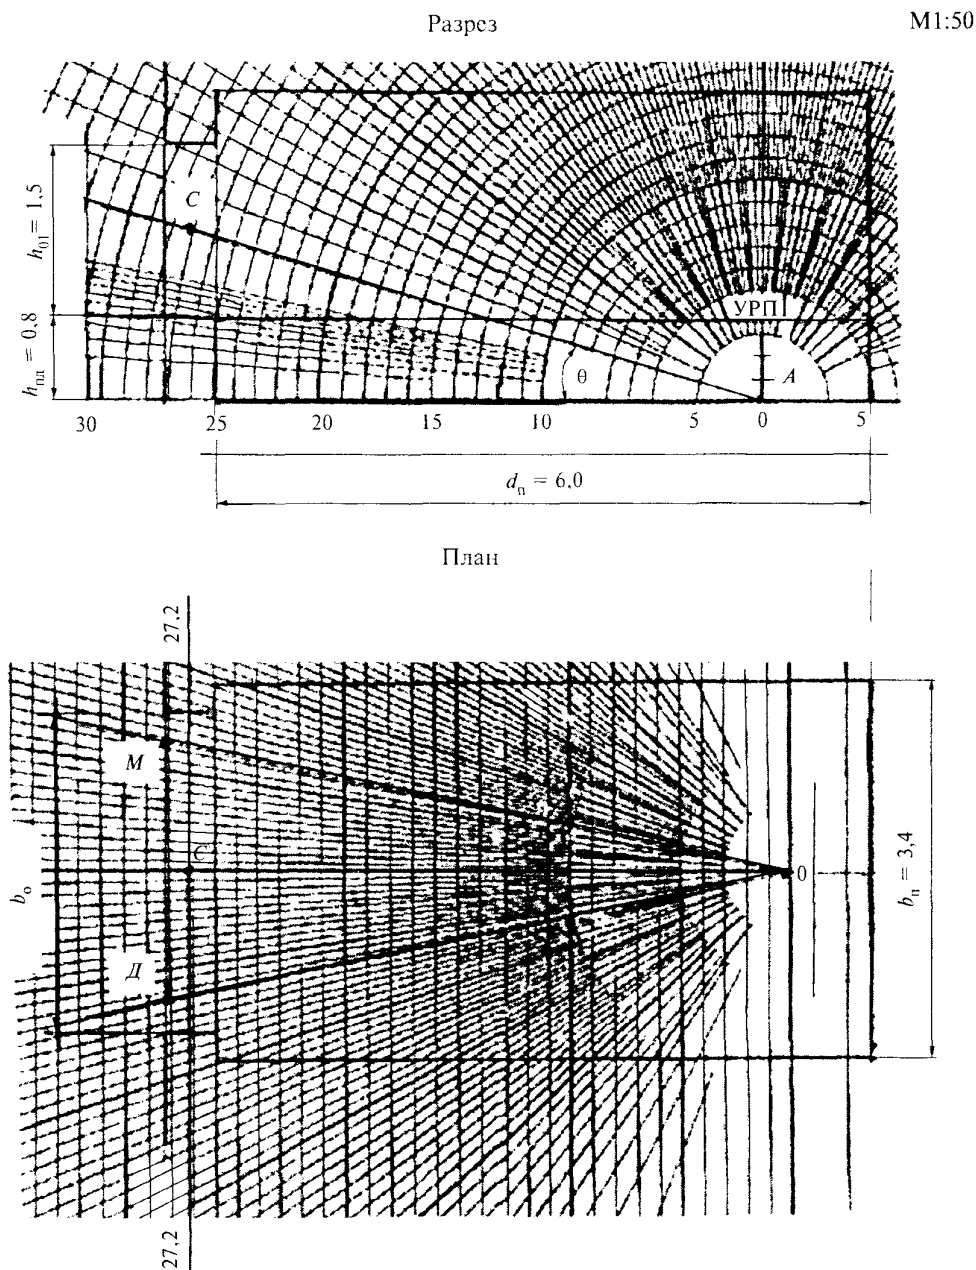 Разрез
М1:50
С
h₀₁ = 1.5
h пл = 0.8
УРП
θ
А
30
25
20
15
10
5
0
5
dп = 6,0
План
27,2
М
С
0
bо
bп = 3,4
Д
27,2